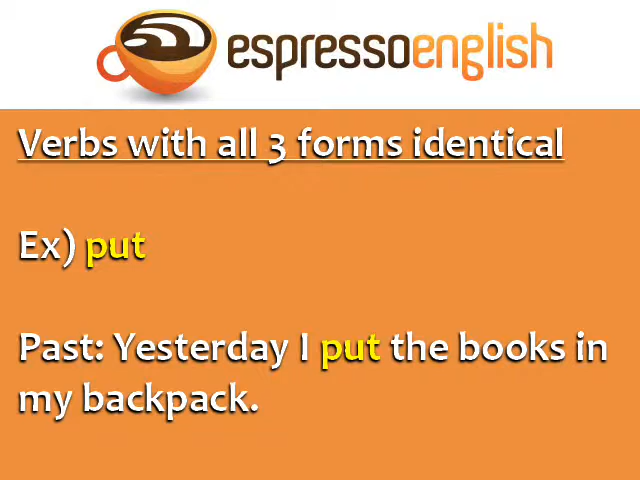 espressoenglish
Verbs with all 3 forms identical
Ex) put
Past: Yesterday I put the books in
my backpack.